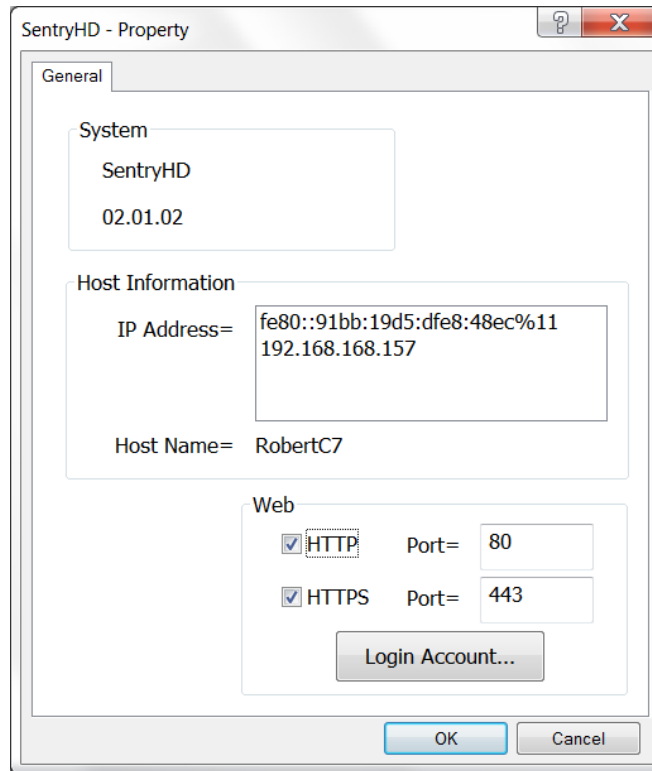 SentryHD - Property
General
System
SentryHD
02.01.02
Host Information
IP Address= fe80::91bb:19d5:dfe8:48ec%11
192.168.168.157
Host Name= RobertC7
Web
HTTP Port= 80
HTTPS Port= 443
Login Account...
OK Cancel